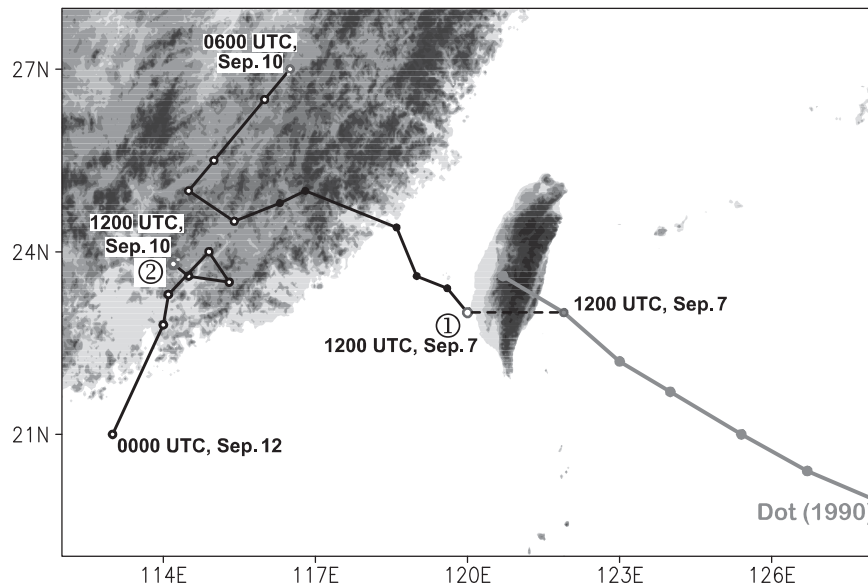 27N
0600 UTC,
Sep. 10
1200 UTC,
Sep. 10
24N
②
①
1200 UTC, Sep. 7
1200 UTC, Sep. 7
21N
0000 UTC, Sep. 12
Dot (1990)
114E
117E
120E
123E
126E